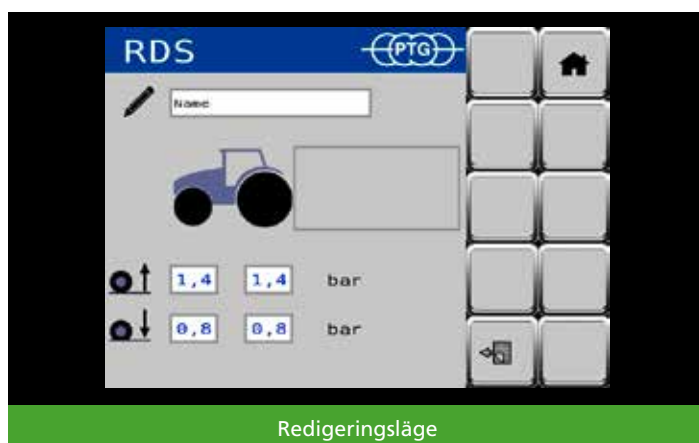 RDS PTG
Name
1,4 1,4 bar
0,8 0,8 bar
Redigeringsläge